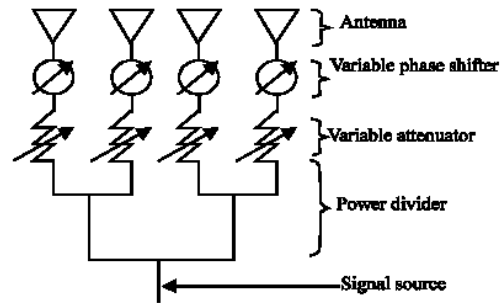 Antenna
Variable phase shifter
Variable attenuator
Power divider
Signal source